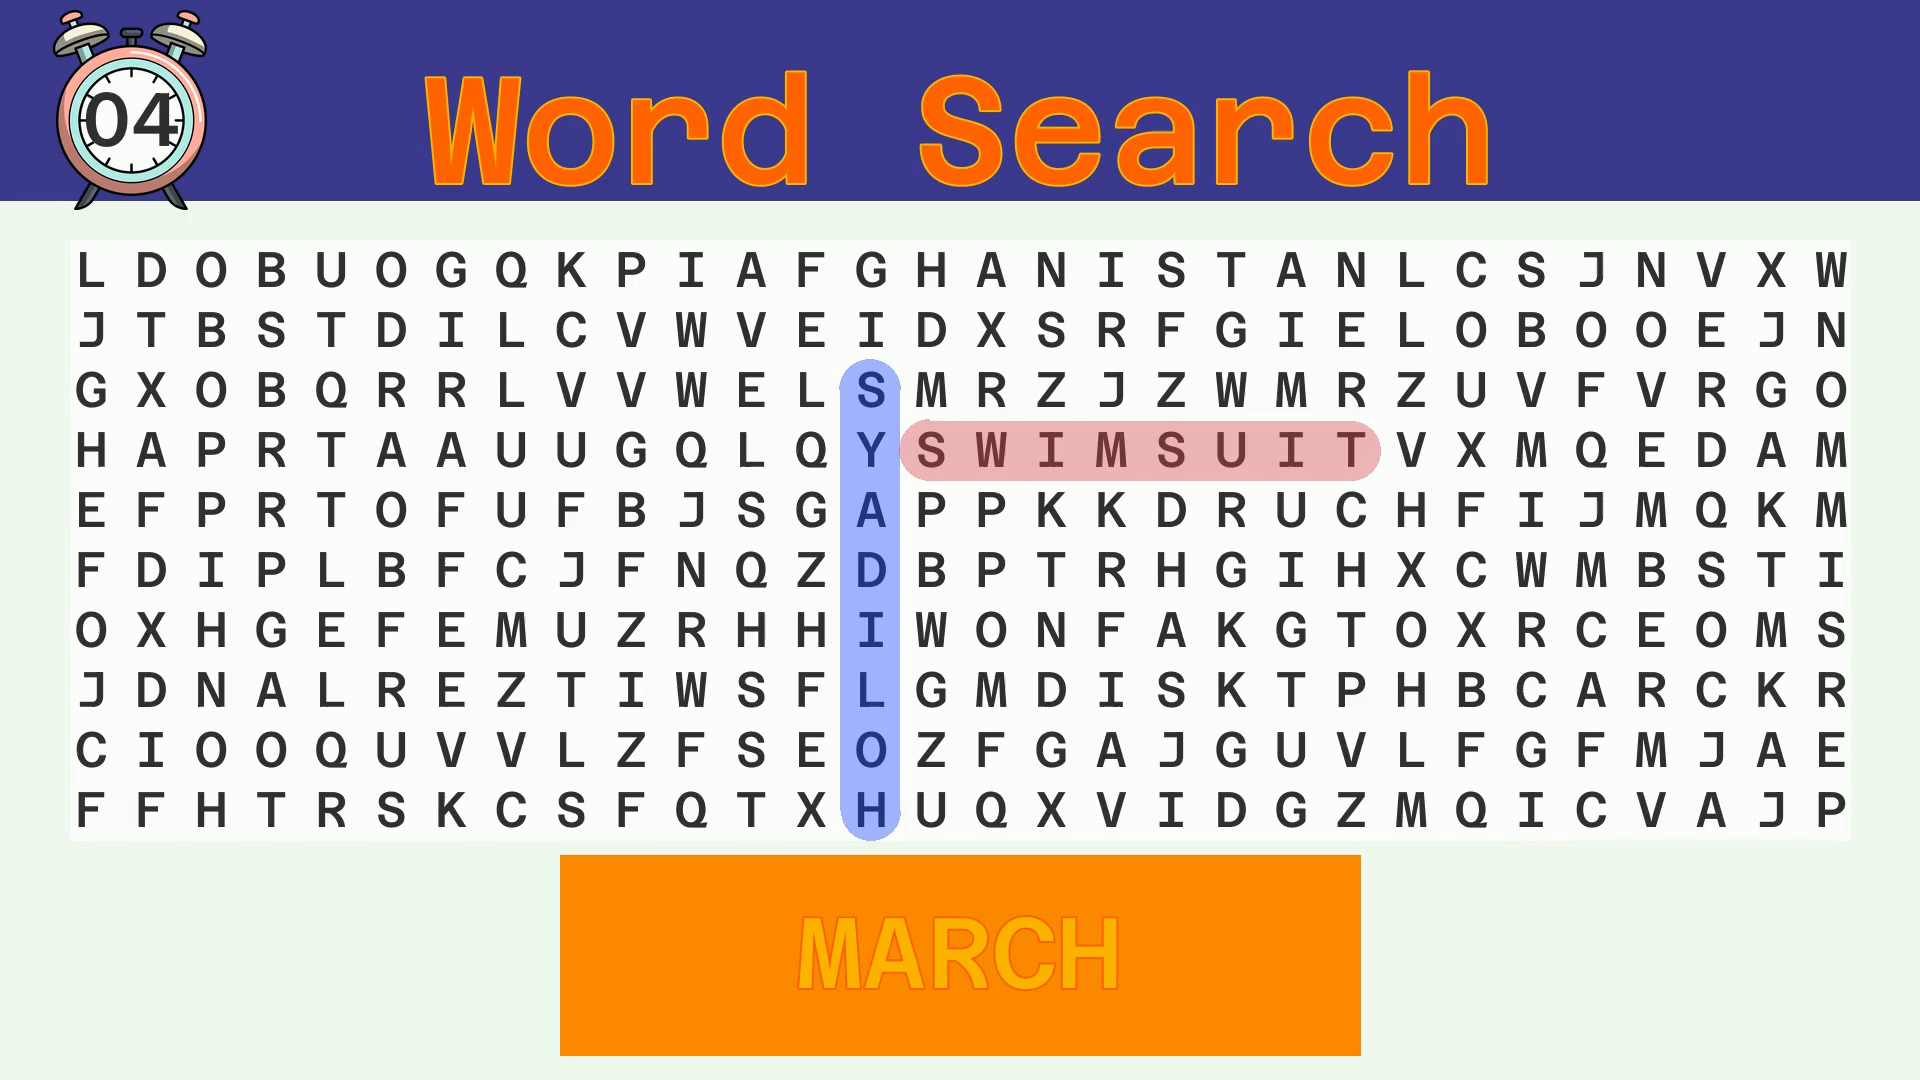 04
Word Search
L D O B U O G Q K P I A F G H A N I S T A N L C S J N V X W
J T B S T D I L C V W V E I D X S R F G I E L O B O O E J N
G X O B Q R R L V V W E L S M R Z J Z W M R Z U V F V R G O
H A P R T A A U U G Q L Q Y S W I M S U I T V X M Q E D A M
E F P R T O F U F B J S G A P P K K D R U C H F I J M Q K M
F D I P L B F C J F N Q Z D B P T R H G I H X C W M B S T I
O X H G E F E M U Z R H H I W O N F A K G T O X R C E O M S
J D N A L R E Z T I W S F L G M D I S K T P H B C A R C K R
C I O O Q U V V L Z F S E O Z F G A J G U V L F G F M J A E
F F H T R S K C S F Q T X H U Q X V I D G Z M Q I C V A J P
MARCH